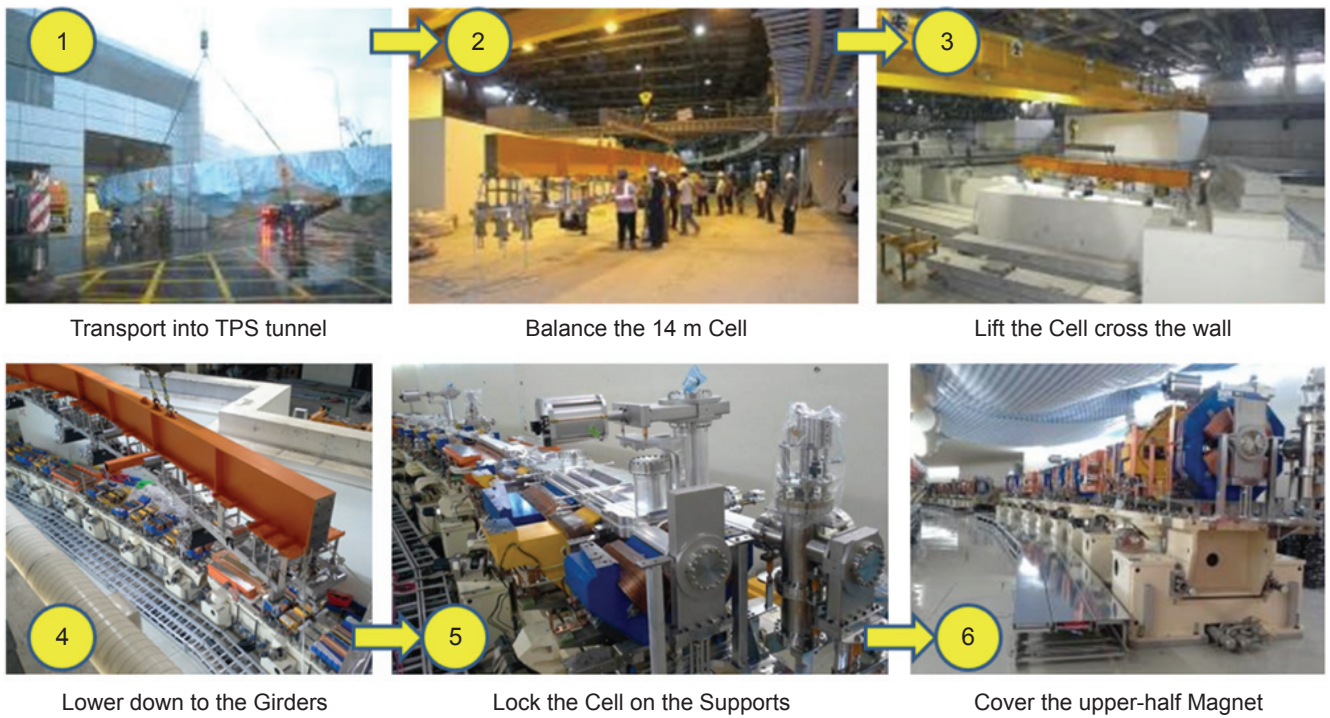 1
2
3
Transport into TPS tunnel
Balance the 14 m Cell
Lift the Cell cross the wall
4
5
6
Lower down to the Girders
Lock the Cell on the Supports
Cover the upper-half Magnet